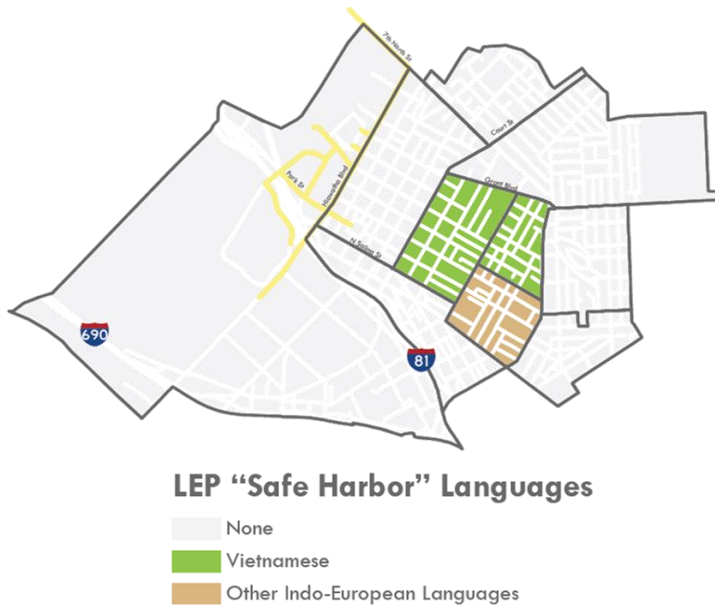 7th North St
Court St
Park St
Hiawatha Blvd
Grant Blvd
N Salina St
690
81
LEP “Safe Harbor” Languages
None
Vietnamese
Other Indo-European Languages